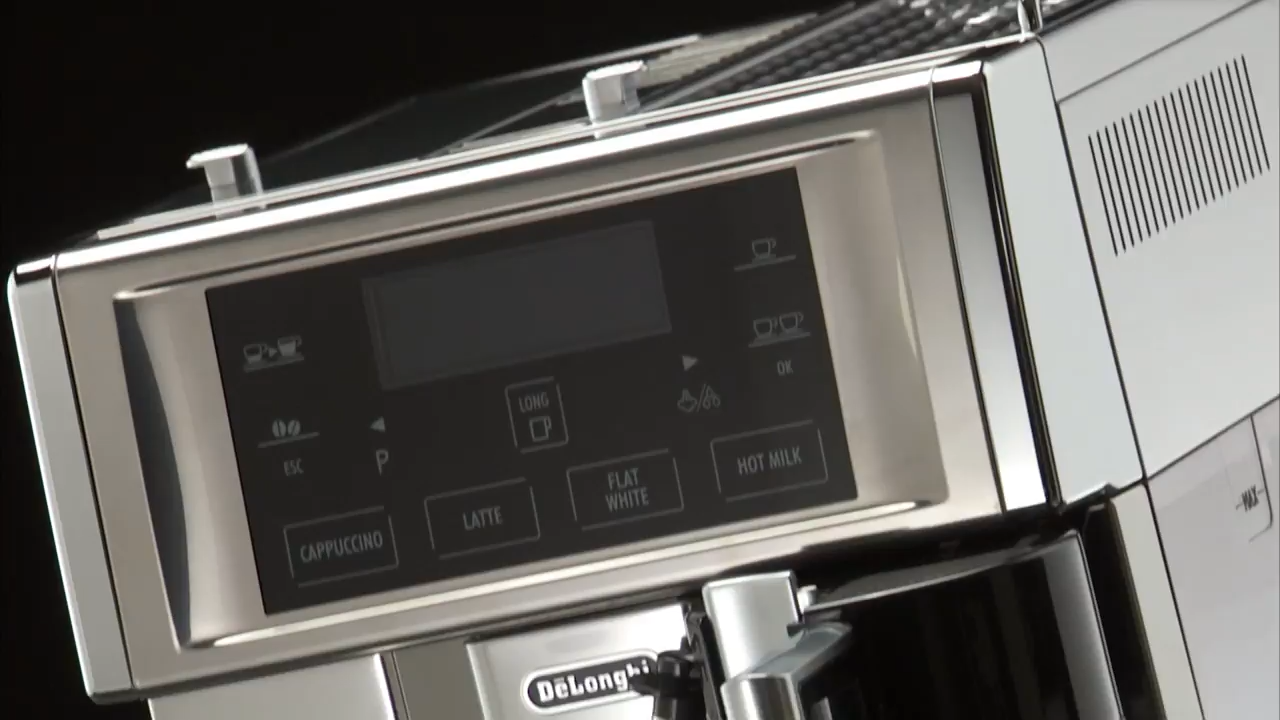 LONG
OK
ESC
P
CAPPUCCINO
LATTE
FLAT
WHITE
HOT MILK
MAX
DeLonghi